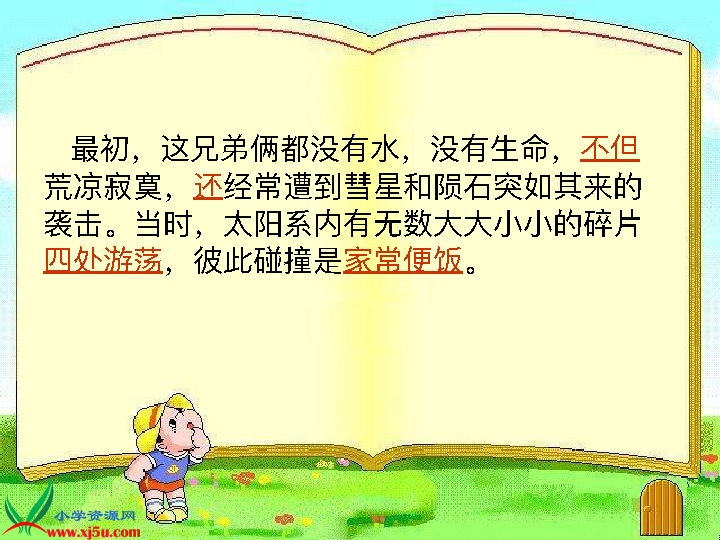 最初，这兄弟俩都没有水，没有生命，不但
荒凉寂寞，还经常遭到彗星和陨石突如其来的
袭击。当时，太阳系内有无数大大小小的碎片
四处游荡，彼此碰撞是家常便饭。
小学资源网
www.xj5u.com